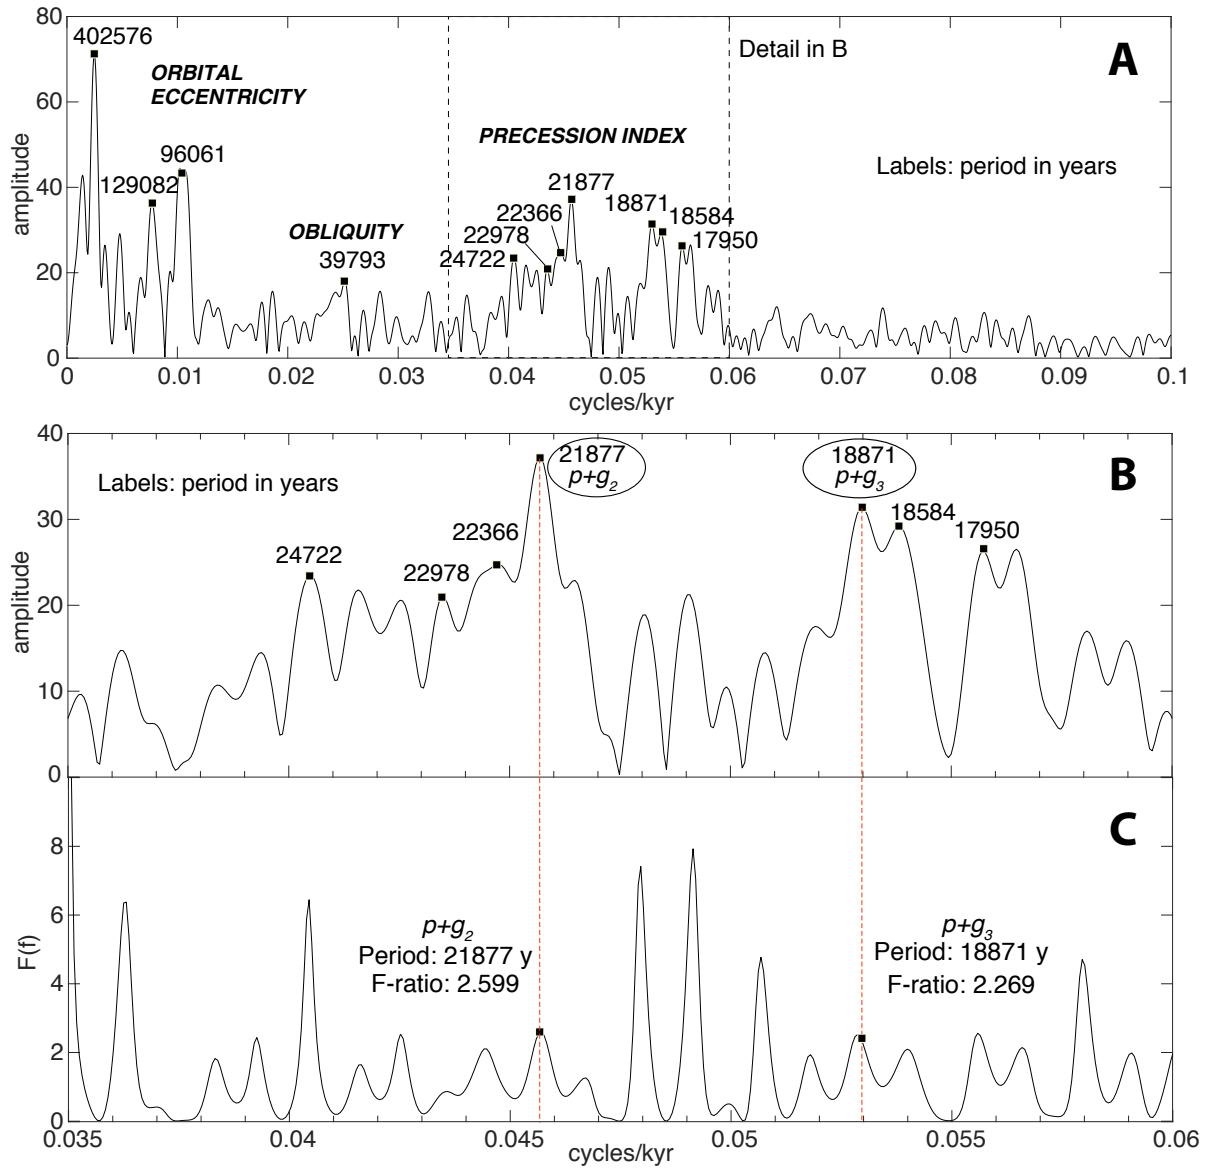 80
402576
Detail in B
A
ORBITAL
ECCENTRICITY
60
PRECESSION INDEX
96061
Labels: period in years
amplitude
40
129082
21877
22366
18871
18584
OBLIQUITY
22978
17950
39793
24722
20
0
0 0.01 0.02 0.03 0.04 0.05 0.06 0.07 0.08 0.09 0.1
cycles/kyr
40
21877
p+g2
18871
p+g3
B
Labels: period in years
30
18584
22366
17950
24722
22978
amplitude
20
10
0
C
8
6
p+g2
Period: 21877 y
F-ratio: 2.599
p+g3
Period: 18871 y
F-ratio: 2.269
F(f)
4
2
0
0.035 0.04 0.045 0.05 0.055 0.06
cycles/kyr